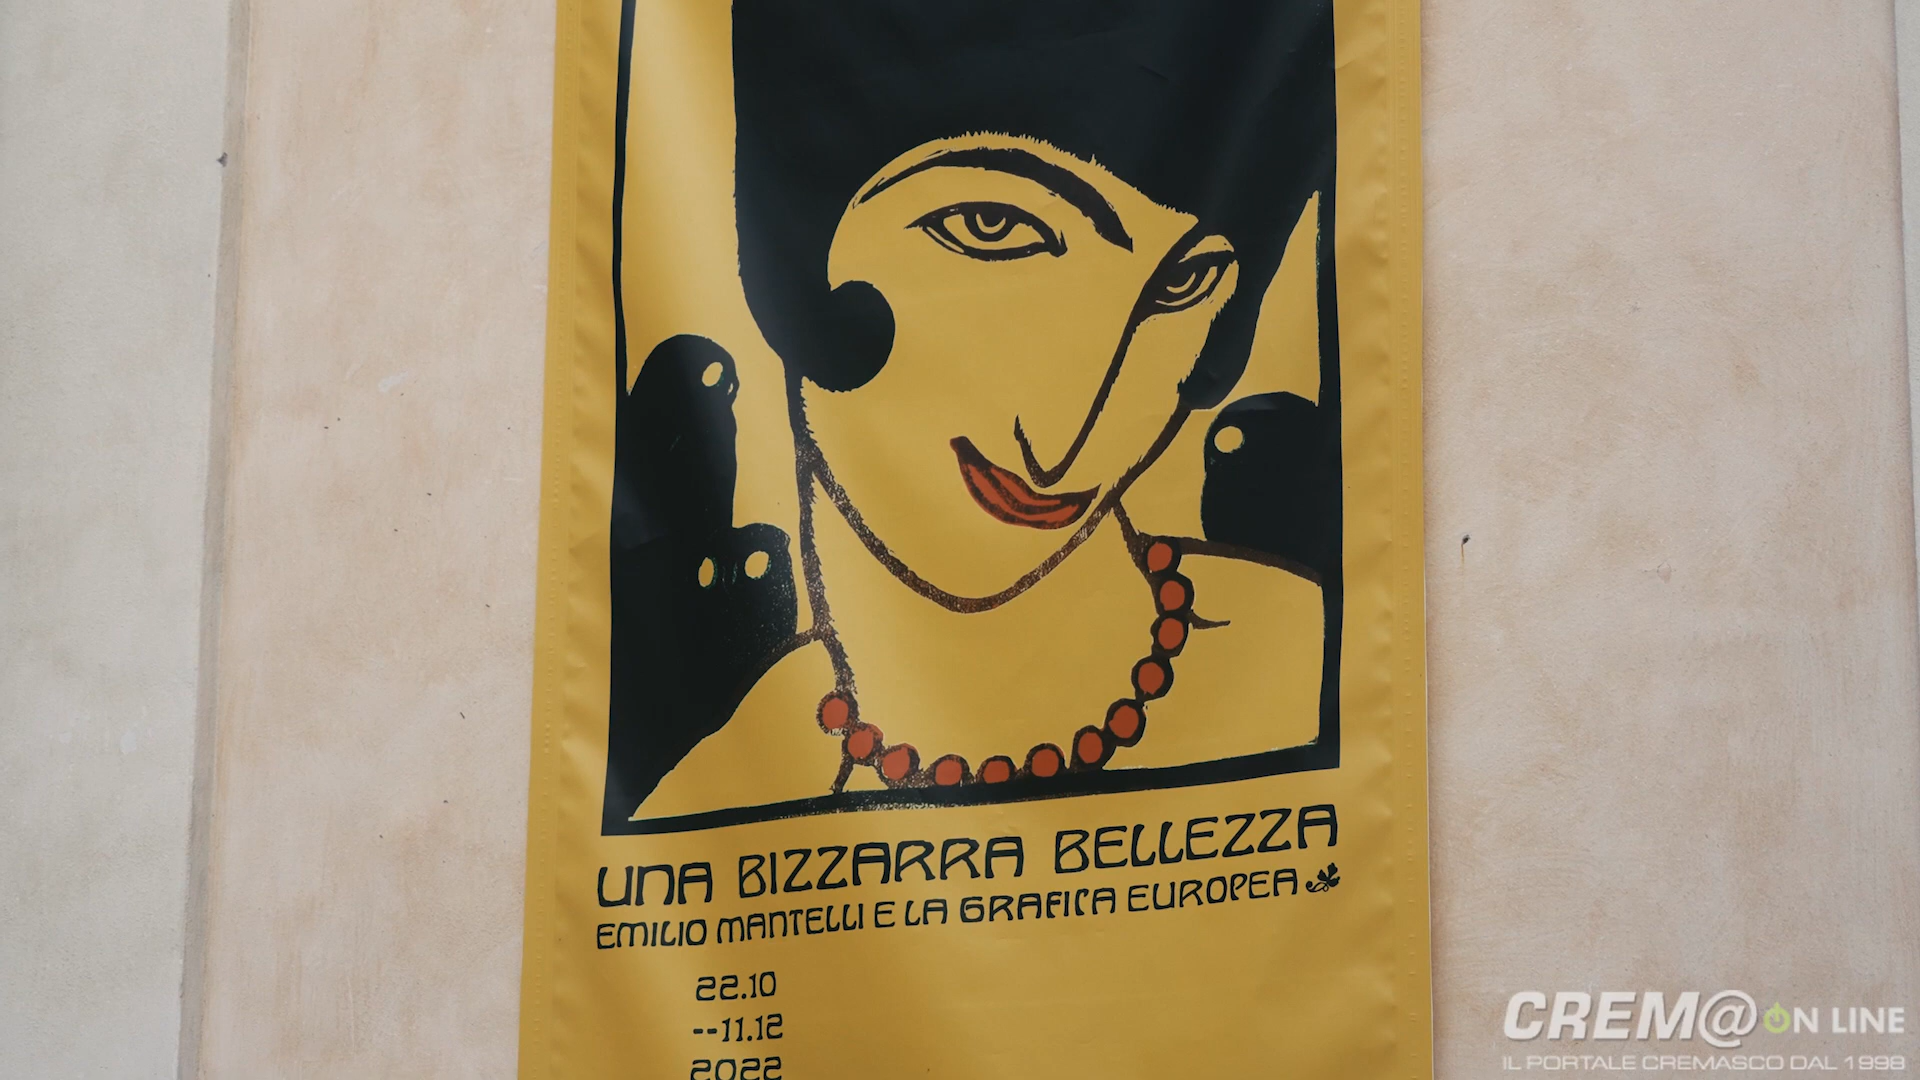 UNA BIZZARRA BELLEZZA
EMILIO MANTELLI E LA GRAFICA EUROPEA
22.10
--11.12
2022
CREM@ON LINE
IL PORTALE CREMASCO DAL 1998